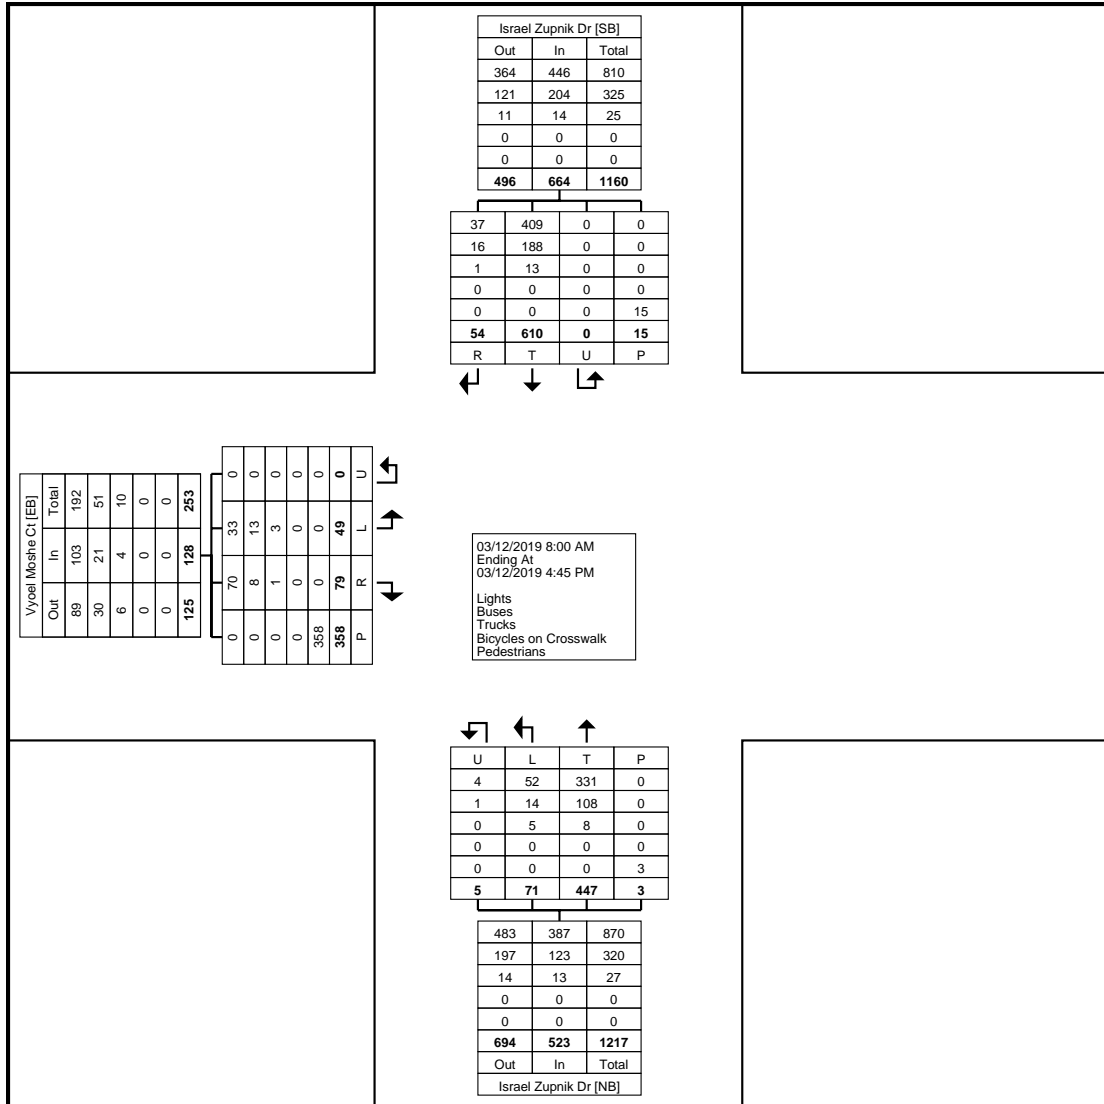 Israel Zupnik Dr [SB]
Out In Total
364 446 810
121 204 325
11 14 25
0 0 0
0 0 0
496 664 1160
37 409 0 0
16 188 0 0
1 13 0 0
0 0 0 0
0 0 0 15
54 610 0 15
R T U P
Vyoel Moshe Ct [EB]
Out In Total
89 103 192
30 21 51
6 4 10
0 0 0
0 0 0
125 128 253
0 70 33 0
0 8 13 0
0 1 3 0
0 0 0 0
358 0 0 0
358 79 49 0
P R L U
03/12/2019 8:00 AM
Ending At
03/12/2019 4:45 PM
Lights
Buses
Trucks
Bicycles on Crosswalk
Pedestrians
U L T P
4 52 331 0
1 14 108 0
0 5 8 0
0 0 0 0
0 0 0 3
5 71 447 3
483 387 870
197 123 320
14 13 27
0 0 0
0 0 0
694 523 1217
Out In Total
Israel Zupnik Dr [NB]